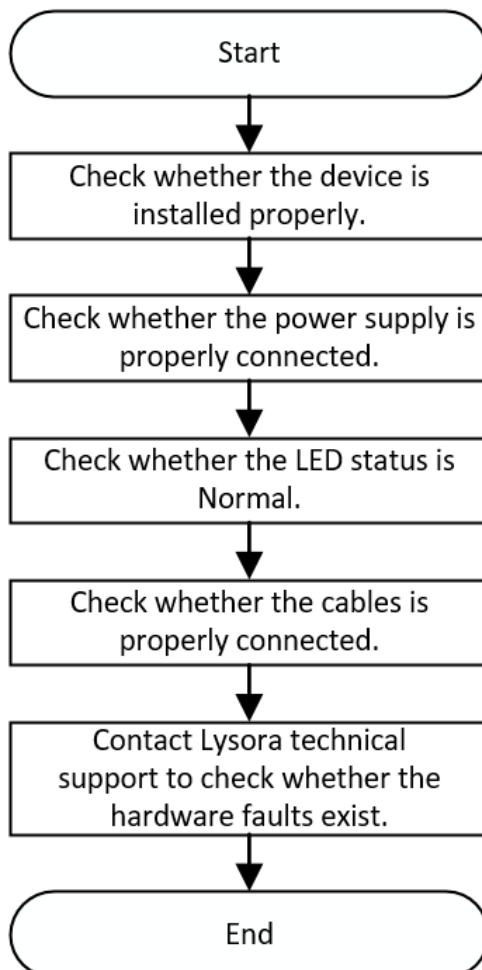 Start
Check whether the device is
installed properly.
Check whether the power supply is
properly connected.
Check whether the LED status is
Normal.
Check whether the cables is
properly connected.
Contact Lysora technical
support to check whether the
hardware faults exist.
End